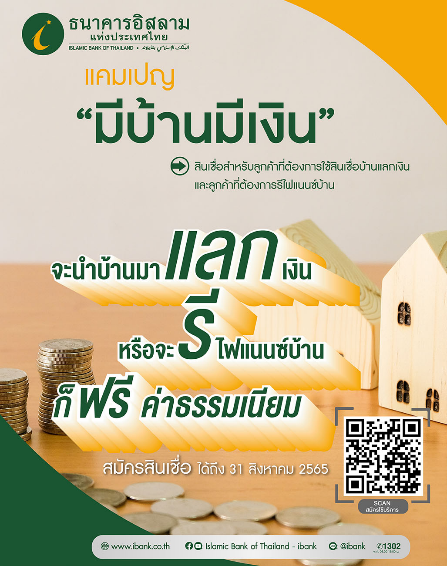 ธนาคารอิสลาม
แห่งประเทศไทย
ISLAMIC BANK OF THAILAND •
แคมเปญ
“มีบ้านมีเงิน”
สินเชื่อสำหรับลูกค้าที่ต้องการใช้สินเชื่อบ้านแลกเงิน
และลูกค้าที่ต้องการรีไฟแนนซ์บ้าน
จะนำบ้านมา แลก เงิน
หรือจะ รี ไฟแนนซ์บ้าน
ก็ ฟรี ค่าธรรมเนียม
สมัครสินเชื่อ ได้ถึง 31 สิงหาคม 2565
SCAN
สมัครใช้บริการ
www.ibank.co.th Islamic Bank of Thailand - ibank @ibank 1302